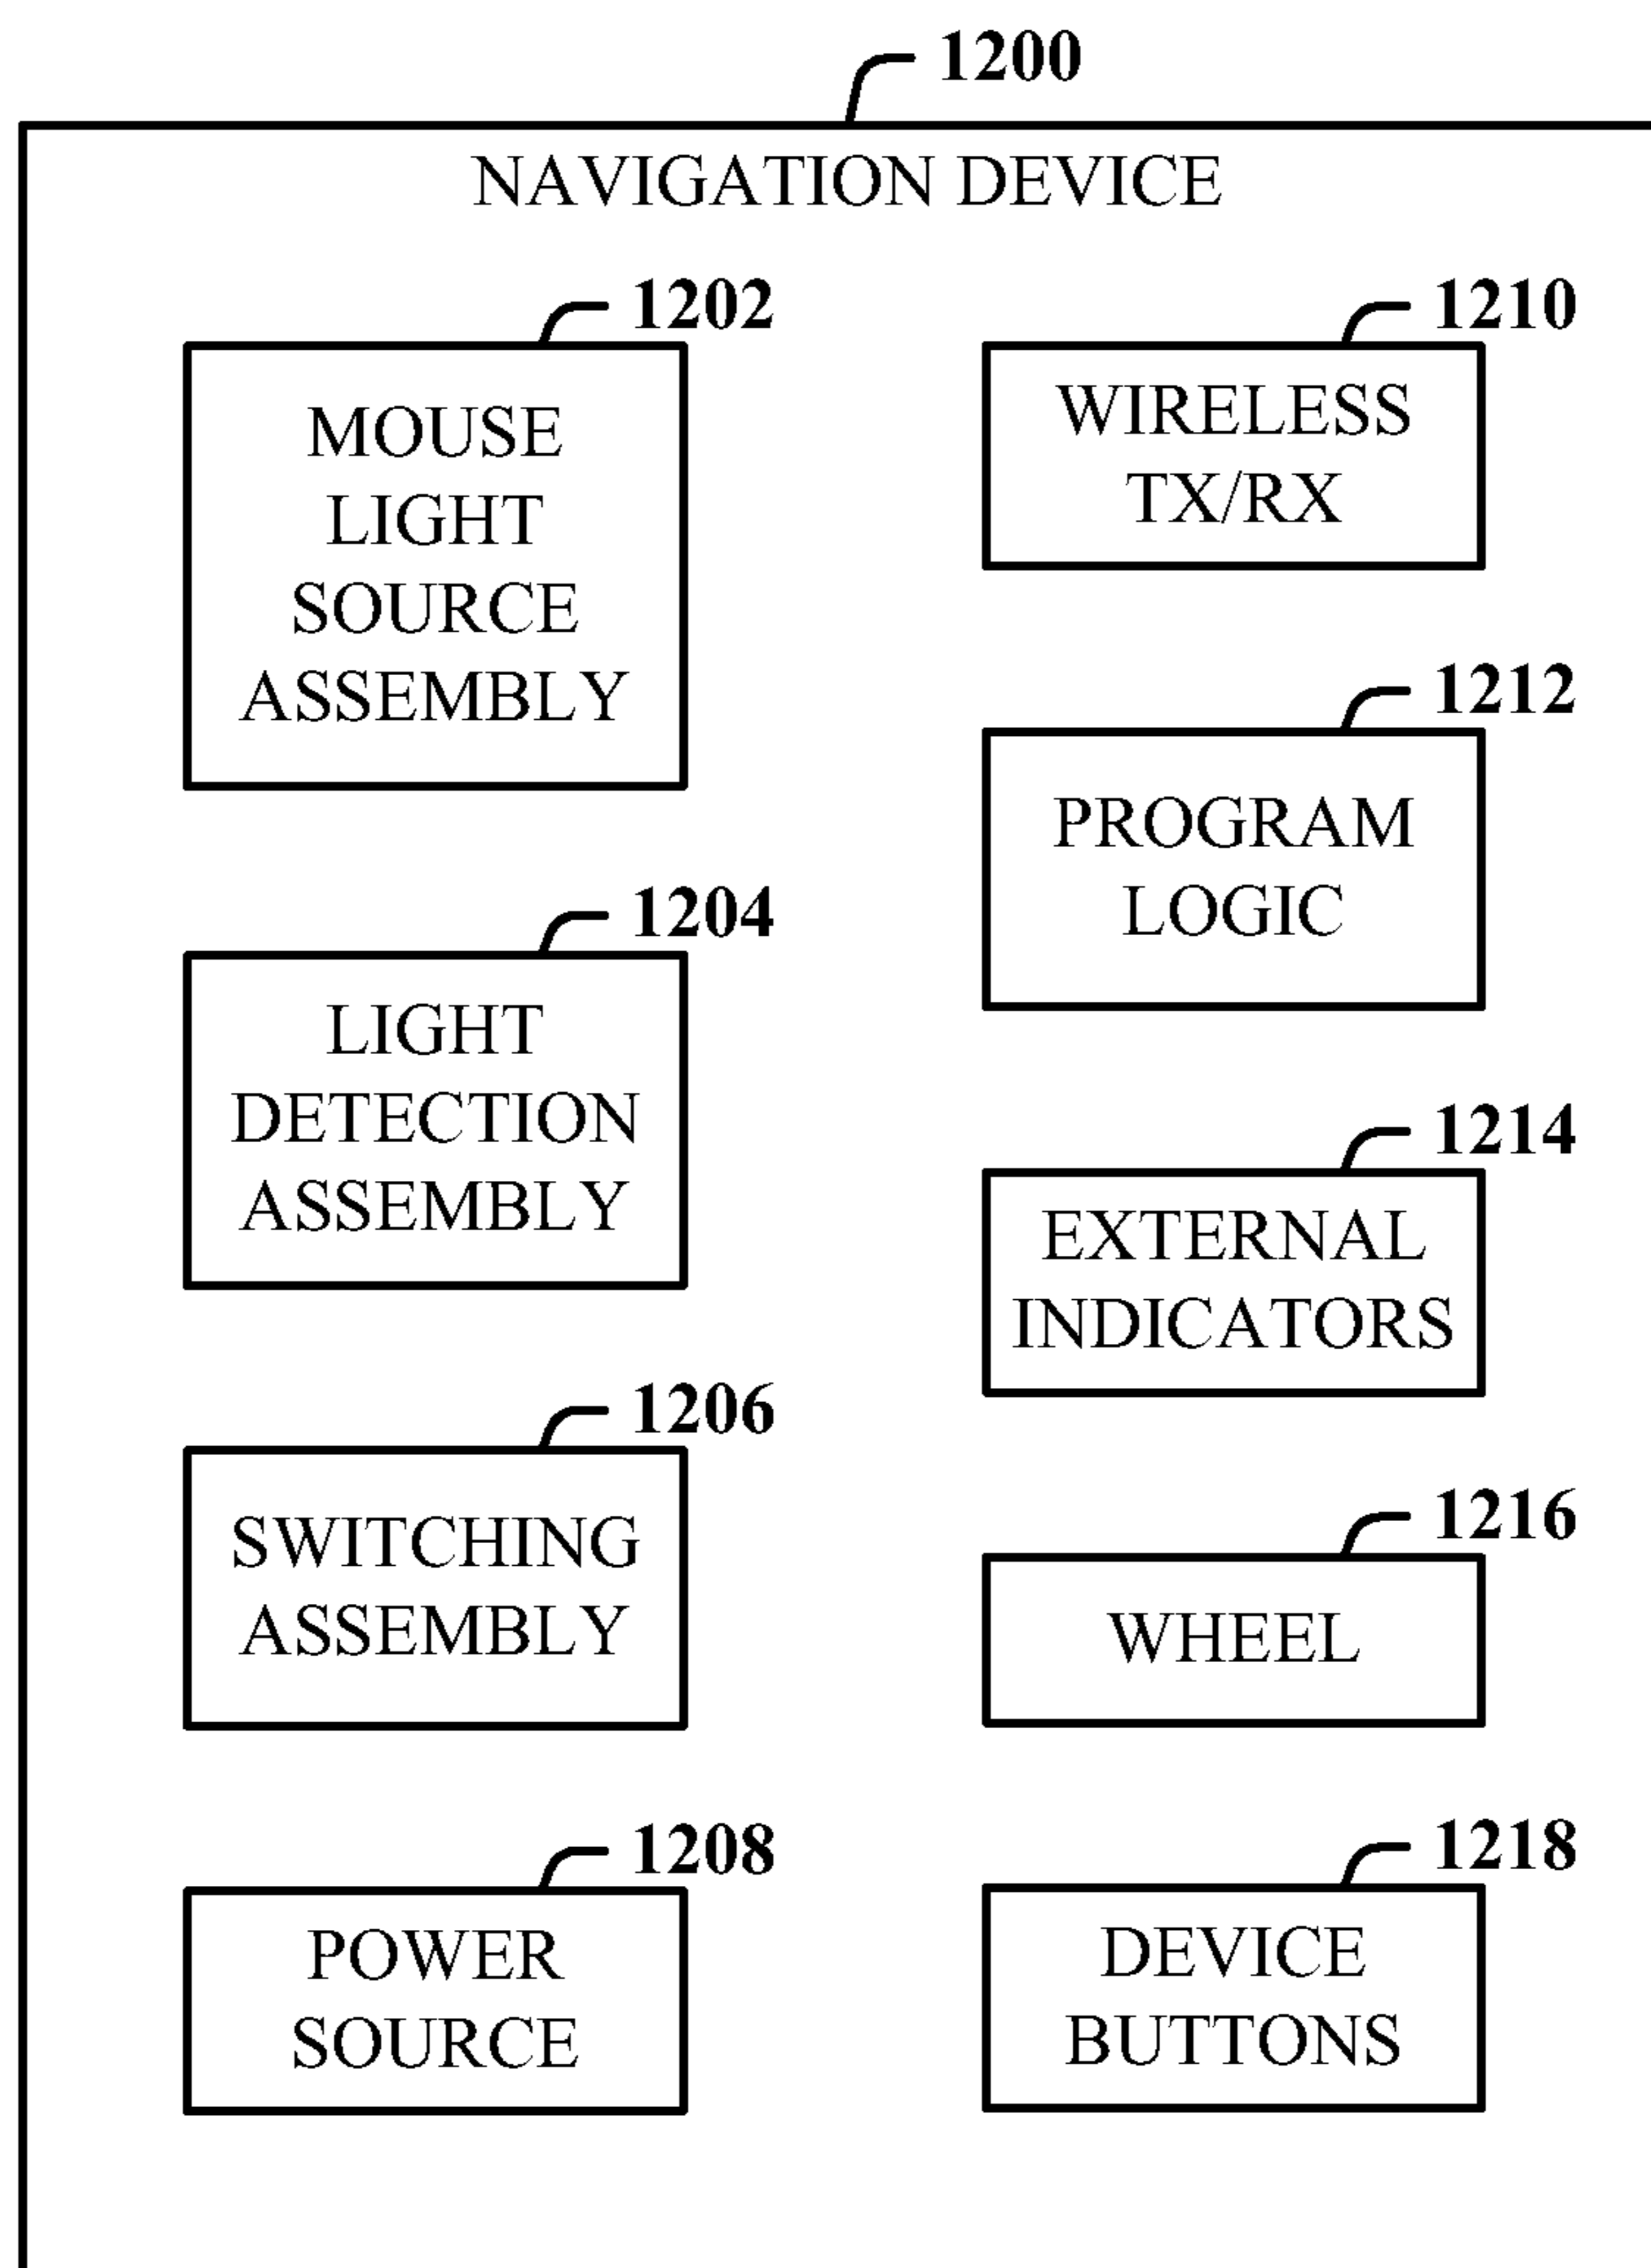 1200
NAVIGATION DEVICE
1202
MOUSE
LIGHT
SOURCE
ASSEMBLY
1204
LIGHT
DETECTION
ASSEMBLY
1206
SWITCHING
ASSEMBLY
1208
POWER
SOURCE
1210
WIRELESS
TX/RX
1212
PROGRAM
LOGIC
1214
EXTERNAL
INDICATORS
1216
WHEEL
1218
DEVICE
BUTTONS